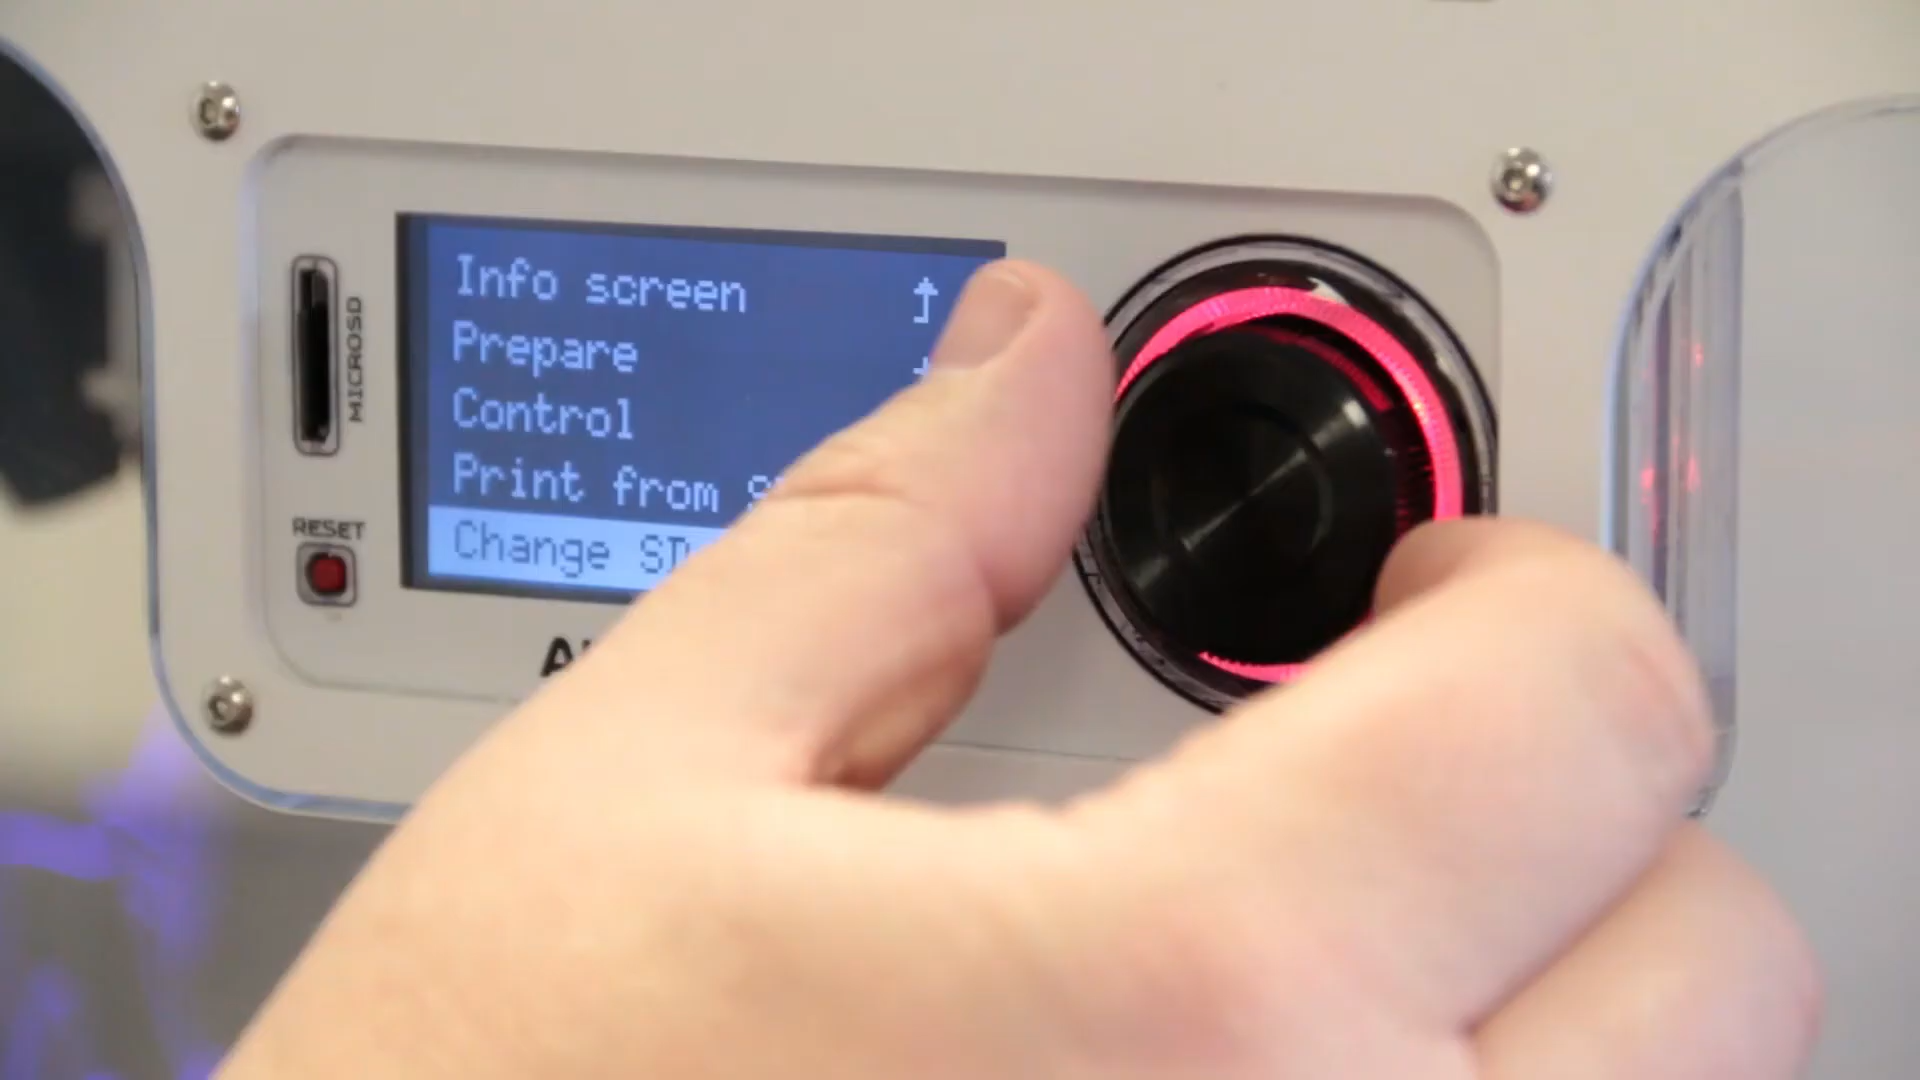 Info screen
Prepare
Control
Print from
Change
MICROSD
RESET